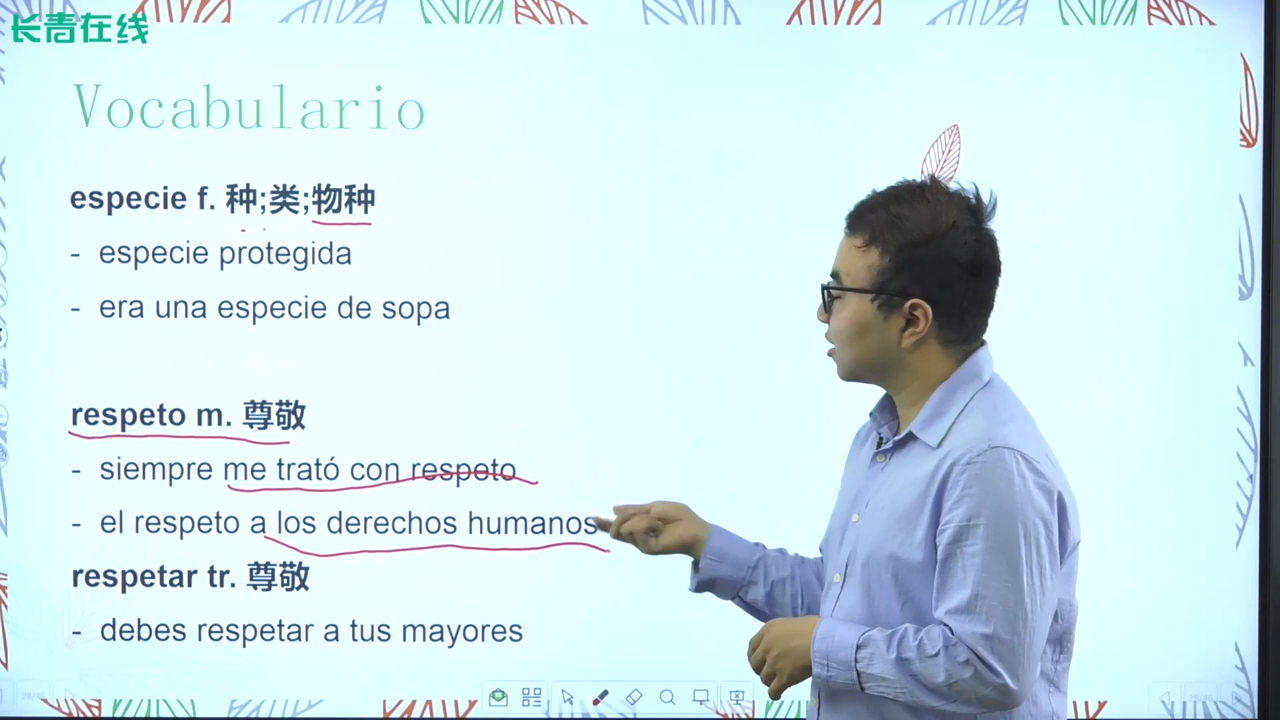 长青在线
Vocabulario
especie f. 种;类;物种
- especie protegida
- era una especie de sopa
respeto m. 尊敬
- siempre me trató con respeto
- el respeto a los derechos humanos
respetar tr. 尊敬
- debes respetar a tus mayores